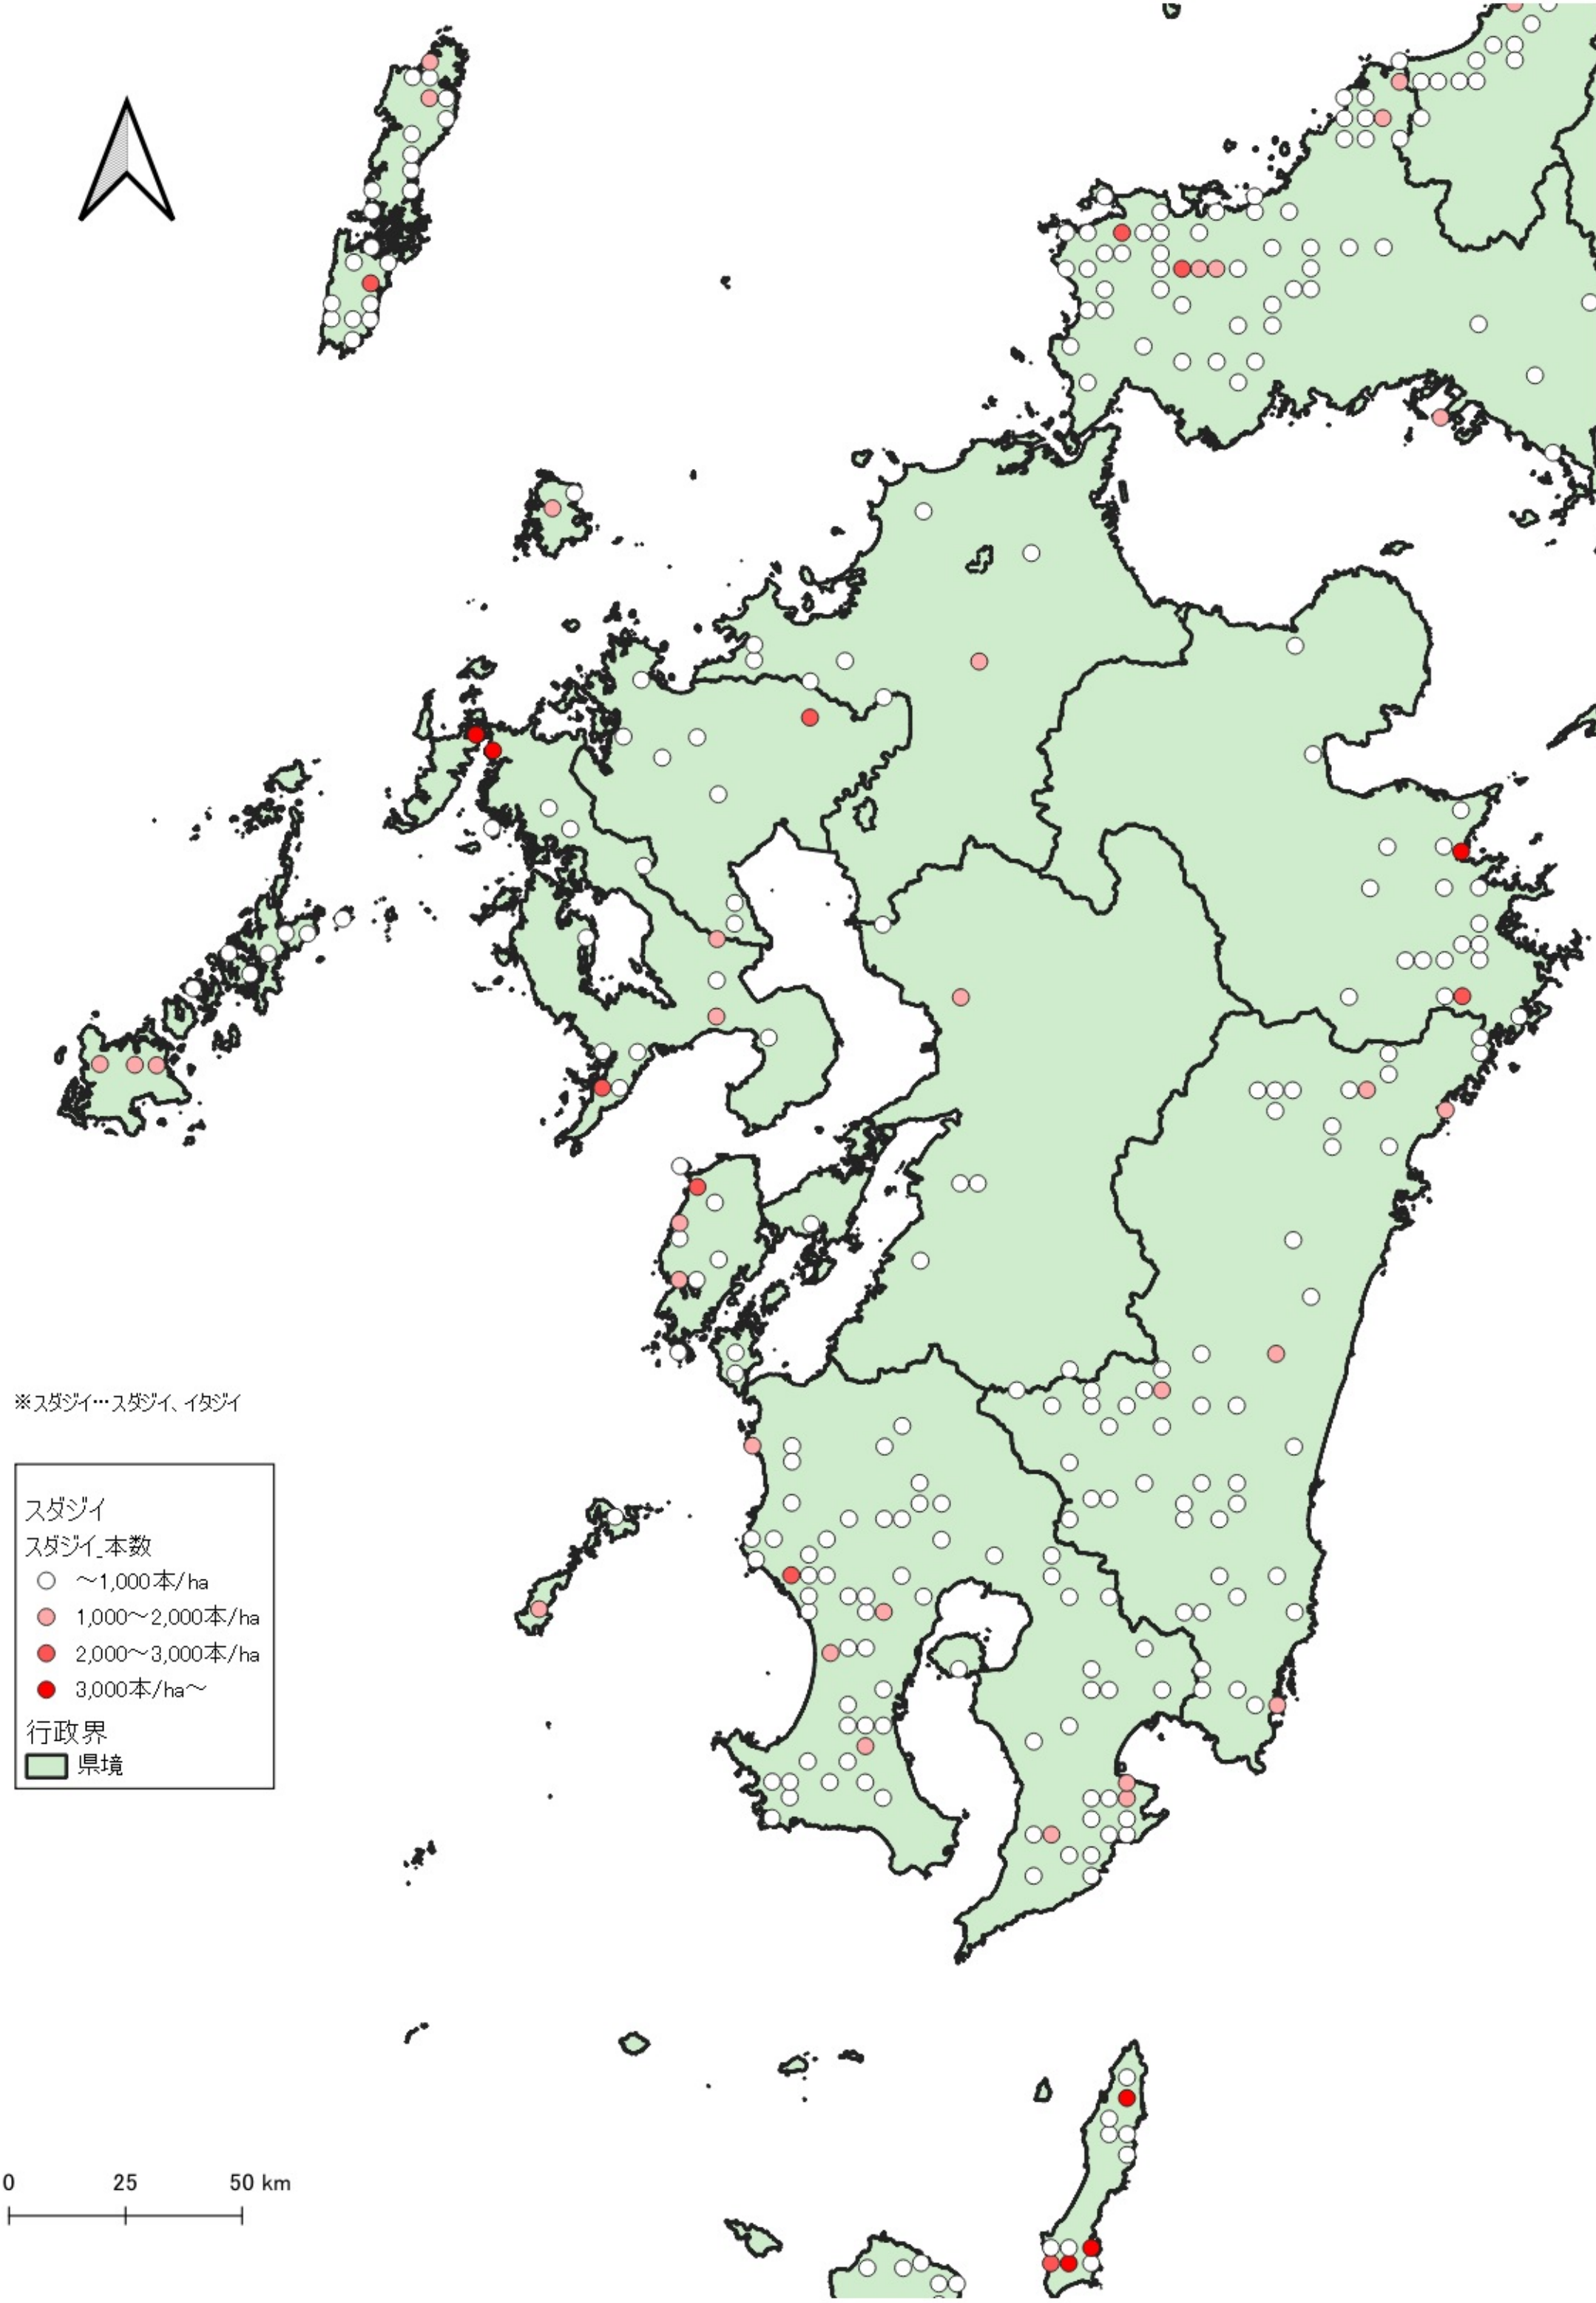 ※スダジイ…スダジイ、イタジイ
スダジイ
スダジイ_本数
～1,000本/ha
1,000～2,000本/ha
2,000～3,000本/ha
3,000本/ha～
行政界
県境
0 25 50 km